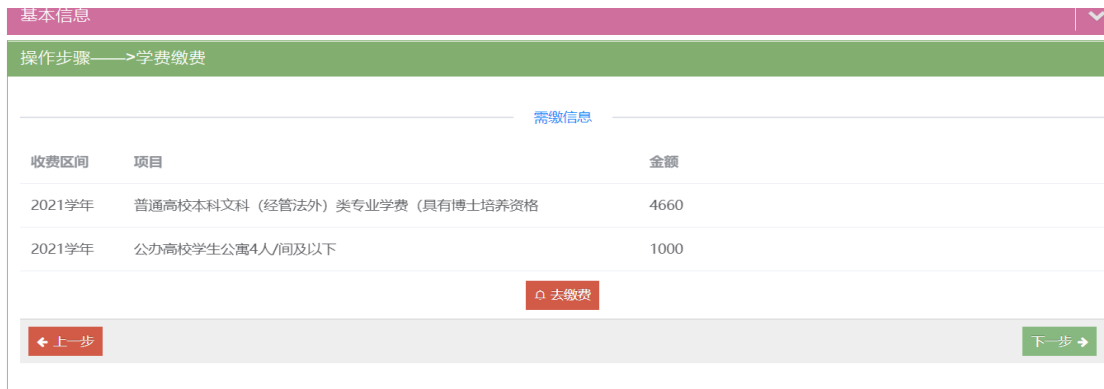 基本信息
操作步骤——>学费缴费
需缴信息
收费区间 项目 金额
2021学年 普通高校本科文科（经管法外）类专业学费（具有博士培养资格 4660
2021学年 公办高校学生公寓4人/间及以下 1000
去缴费
上一步 下一步